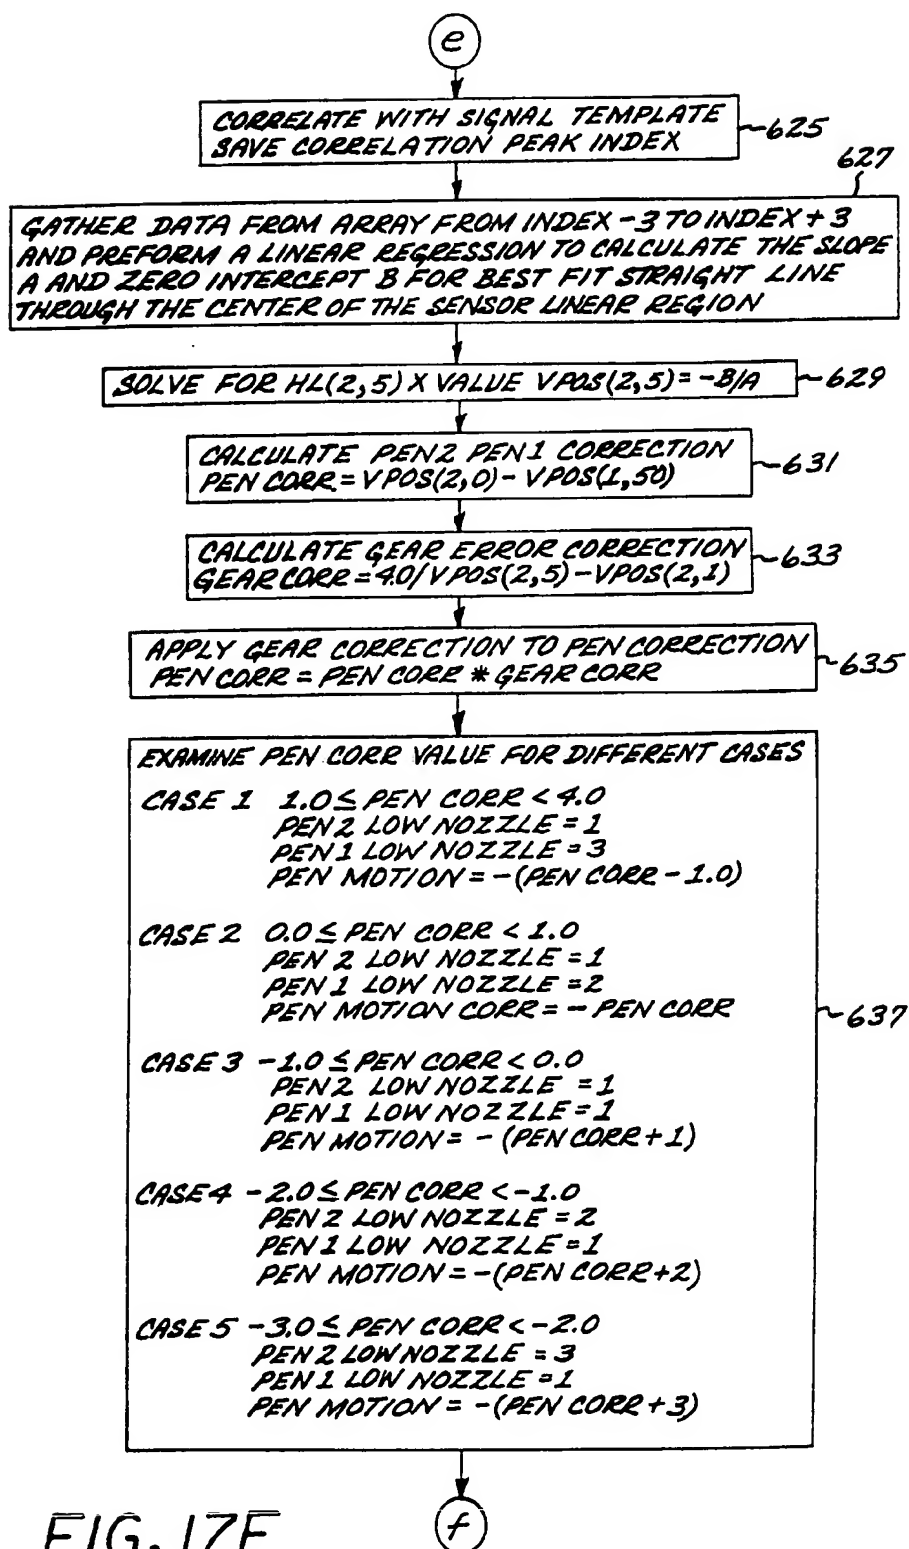 e
CORRELATE WITH SIGNAL TEMPLATE
SAVE CORRELATION PEAK INDEX
625
627
GATHER DATA FROM ARRAY FROM INDEX -3 TO INDEX + 3
AND PREFORM A LINEAR REGRESSION TO CALCULATE THE SLOPE
A AND ZERO INTERCEPT B FOR BEST FIT STRAIGHT LINE
THROUGH THE CENTER OF THE SENSOR LINEAR REGION
SOLVE FOR HL(2,5) X VALUE VPOS(2,5) = -B/A
629
CALCULATE PEN2 PEN1 CORRECTION
PEN CORR = VPOS(2,0) - VPOS(1,50)
631
CALCULATE GEAR ERROR CORRECTION
GEAR CORR = 4.0/VPOS(2,5) - VPOS(2,1)
633
APPLY GEAR CORRECTION TO PEN CORRECTION
PEN CORR = PEN CORR * GEAR CORR
635
EXAMINE PEN CORR VALUE FOR DIFFERENT CASES
CASE 1 1.0 ≤ PEN CORR < 4.0
PEN 2 LOW NOZZLE = 1
PEN 1 LOW NOZZLE = 3
PEN MOTION = -(PEN CORR - 1.0)
CASE 2 0.0 ≤ PEN CORR < 1.0
PEN 2 LOW NOZZLE = 1
PEN 1 LOW NOZZLE = 2
PEN MOTION CORR = - PEN CORR
637
CASE 3 -1.0 ≤ PEN CORR < 0.0
PEN 2 LOW NOZZLE = 1
PEN 1 LOW NOZZLE = 1
PEN MOTION = - (PEN CORR + 1)
CASE 4 -2.0 ≤ PEN CORR < -1.0
PEN 2 LOW NOZZLE = 2
PEN 1 LOW NOZZLE = 1
PEN MOTION = -(PEN CORR + 2)
CASE 5 -3.0 ≤ PEN CORR < -2.0
PEN 2 LOW NOZZLE = 3
PEN 1 LOW NOZZLE = 1
PEN MOTION = -(PEN CORR + 3)
FIG. 17F
f